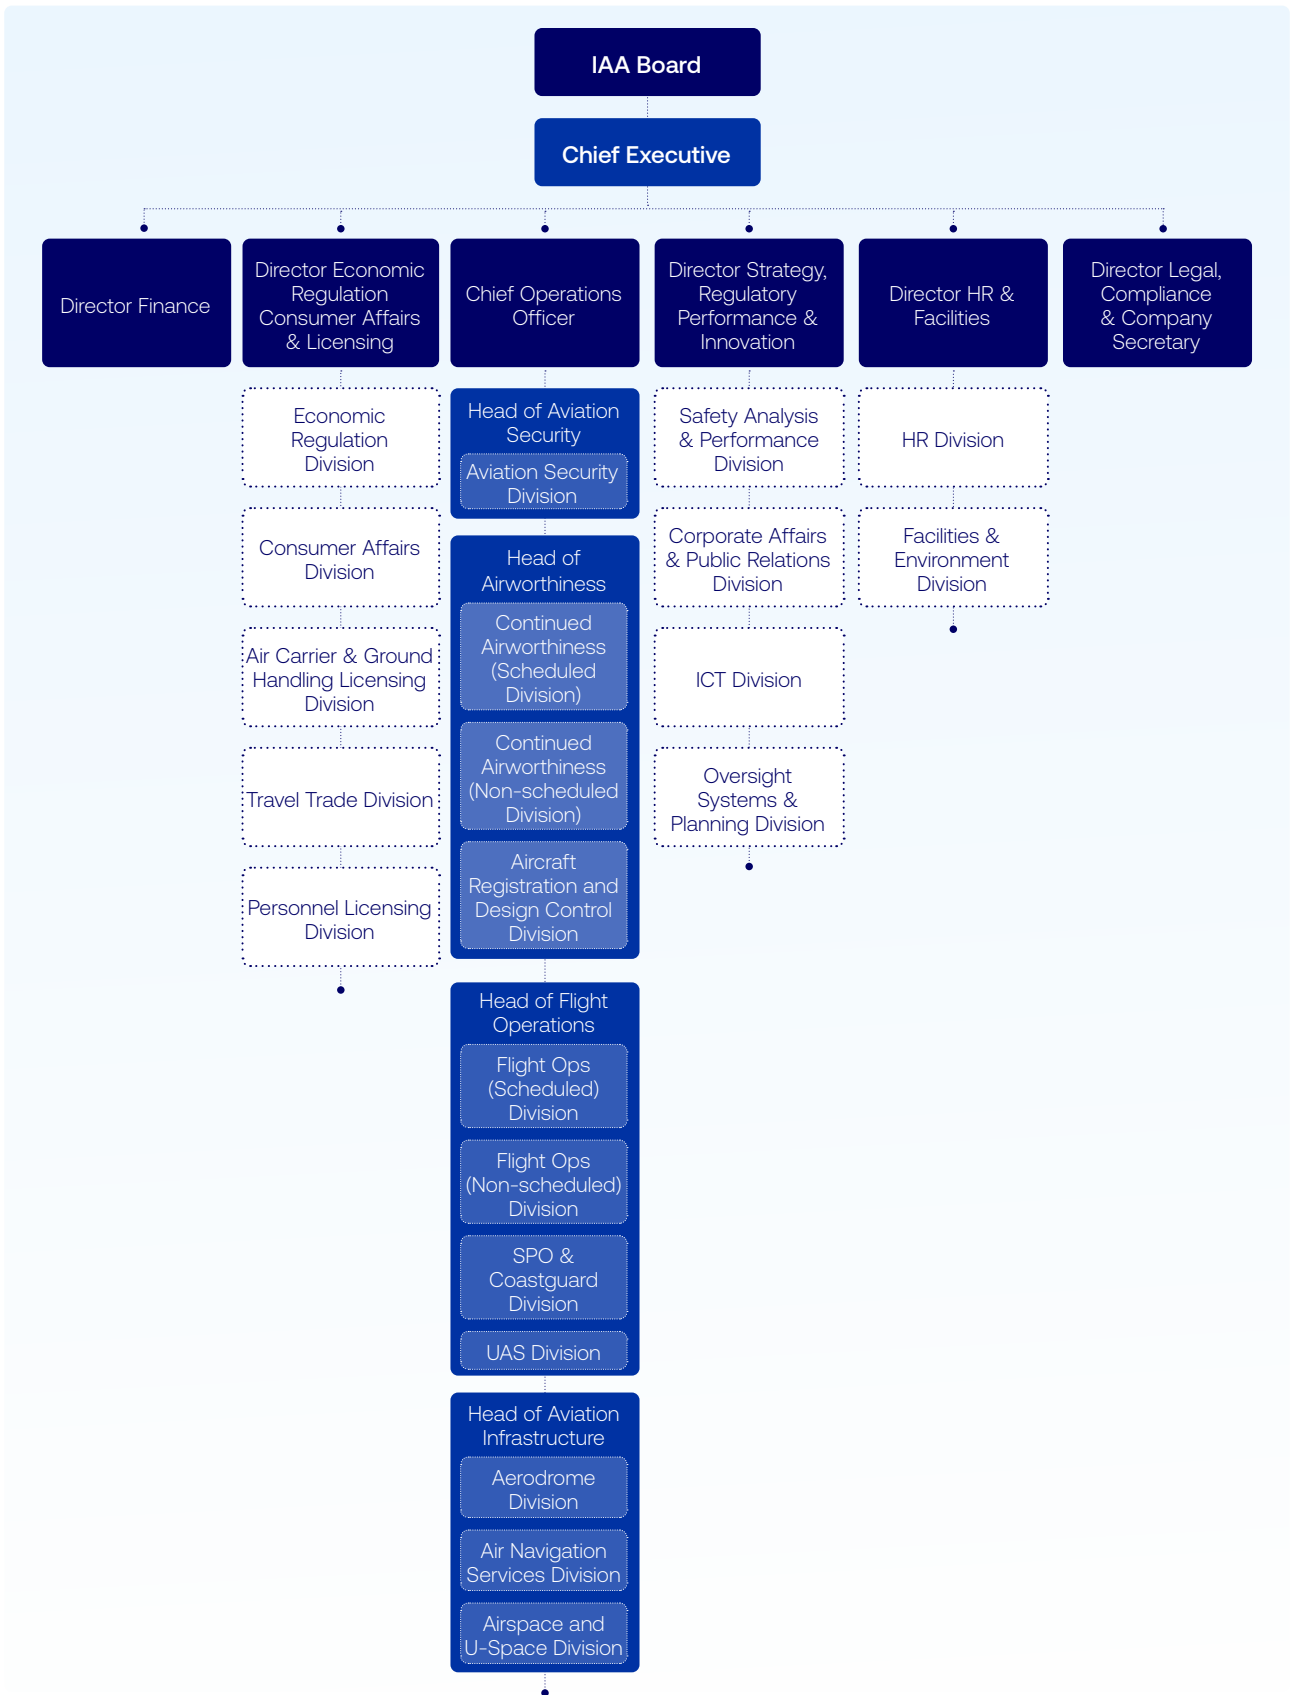 IAA Board
Chief Executive
Director Finance
Director Economic
Regulation
Consumer Affairs
& Licensing
Chief Operations
Officer
Director Strategy,
Regulatory
Performance &
Innovation
Director HR &
Facilities
Director Legal,
Compliance
& Company
Secretary
Economic
Regulation
Division
Consumer Affairs
Division
Air Carrier & Ground
Handling Licensing
Division
Travel Trade Division
Personnel Licensing
Division
Head of Aviation
Security
Aviation Security
Division
Head of
Airworthiness
Continued
Airworthiness
(Scheduled
Division)
Continued
Airworthiness
(Non-scheduled
Division)
Aircraft
Registration and
Design Control
Division
Head of Flight
Operations
Flight Ops
(Scheduled)
Division
Flight Ops
(Non-scheduled)
Division
SPO &
Coastguard
Division
UAS Division
Head of Aviation
Infrastructure
Aerodrome
Division
Air Navigation
Services Division
Airspace and
U-Space Division
Safety Analysis
& Performance
Division
Corporate Affairs
& Public Relations
Division
ICT Division
Oversight
Systems &
Planning Division
HR Division
Facilities &
Environment
Division